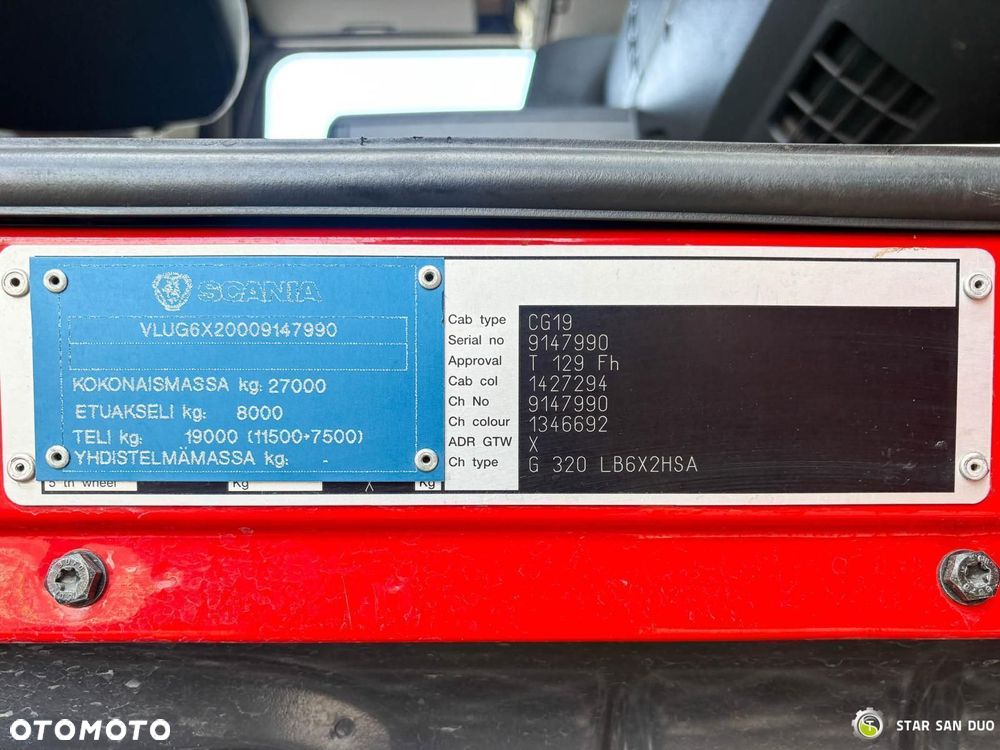 SCANIA
VLUG6X20009147990
KOKONAISMASSA kg: 27000
ETUAKSELI kg: 8000
TELI kg: 19000 (11500+7500)
YHDISTELMÄMASSA kg: -
5 th wheel Kg X Kg
Cab type CG19
Serial no 9147990
Approval T 129 Fh
Cab col 1427294
Ch No 9147990
Ch colour 1346692
ADR GTW X
Ch type G 320 LB6X2HSA
OTOMOTO
STAR SAN DUO